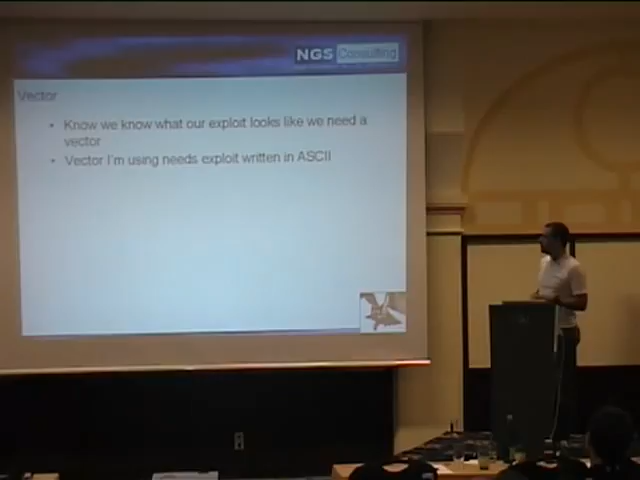 NGS Consulting
Vector
• Know we know what our exploit looks like we need a
vector
• Vector I'm using needs exploit written in ASCII